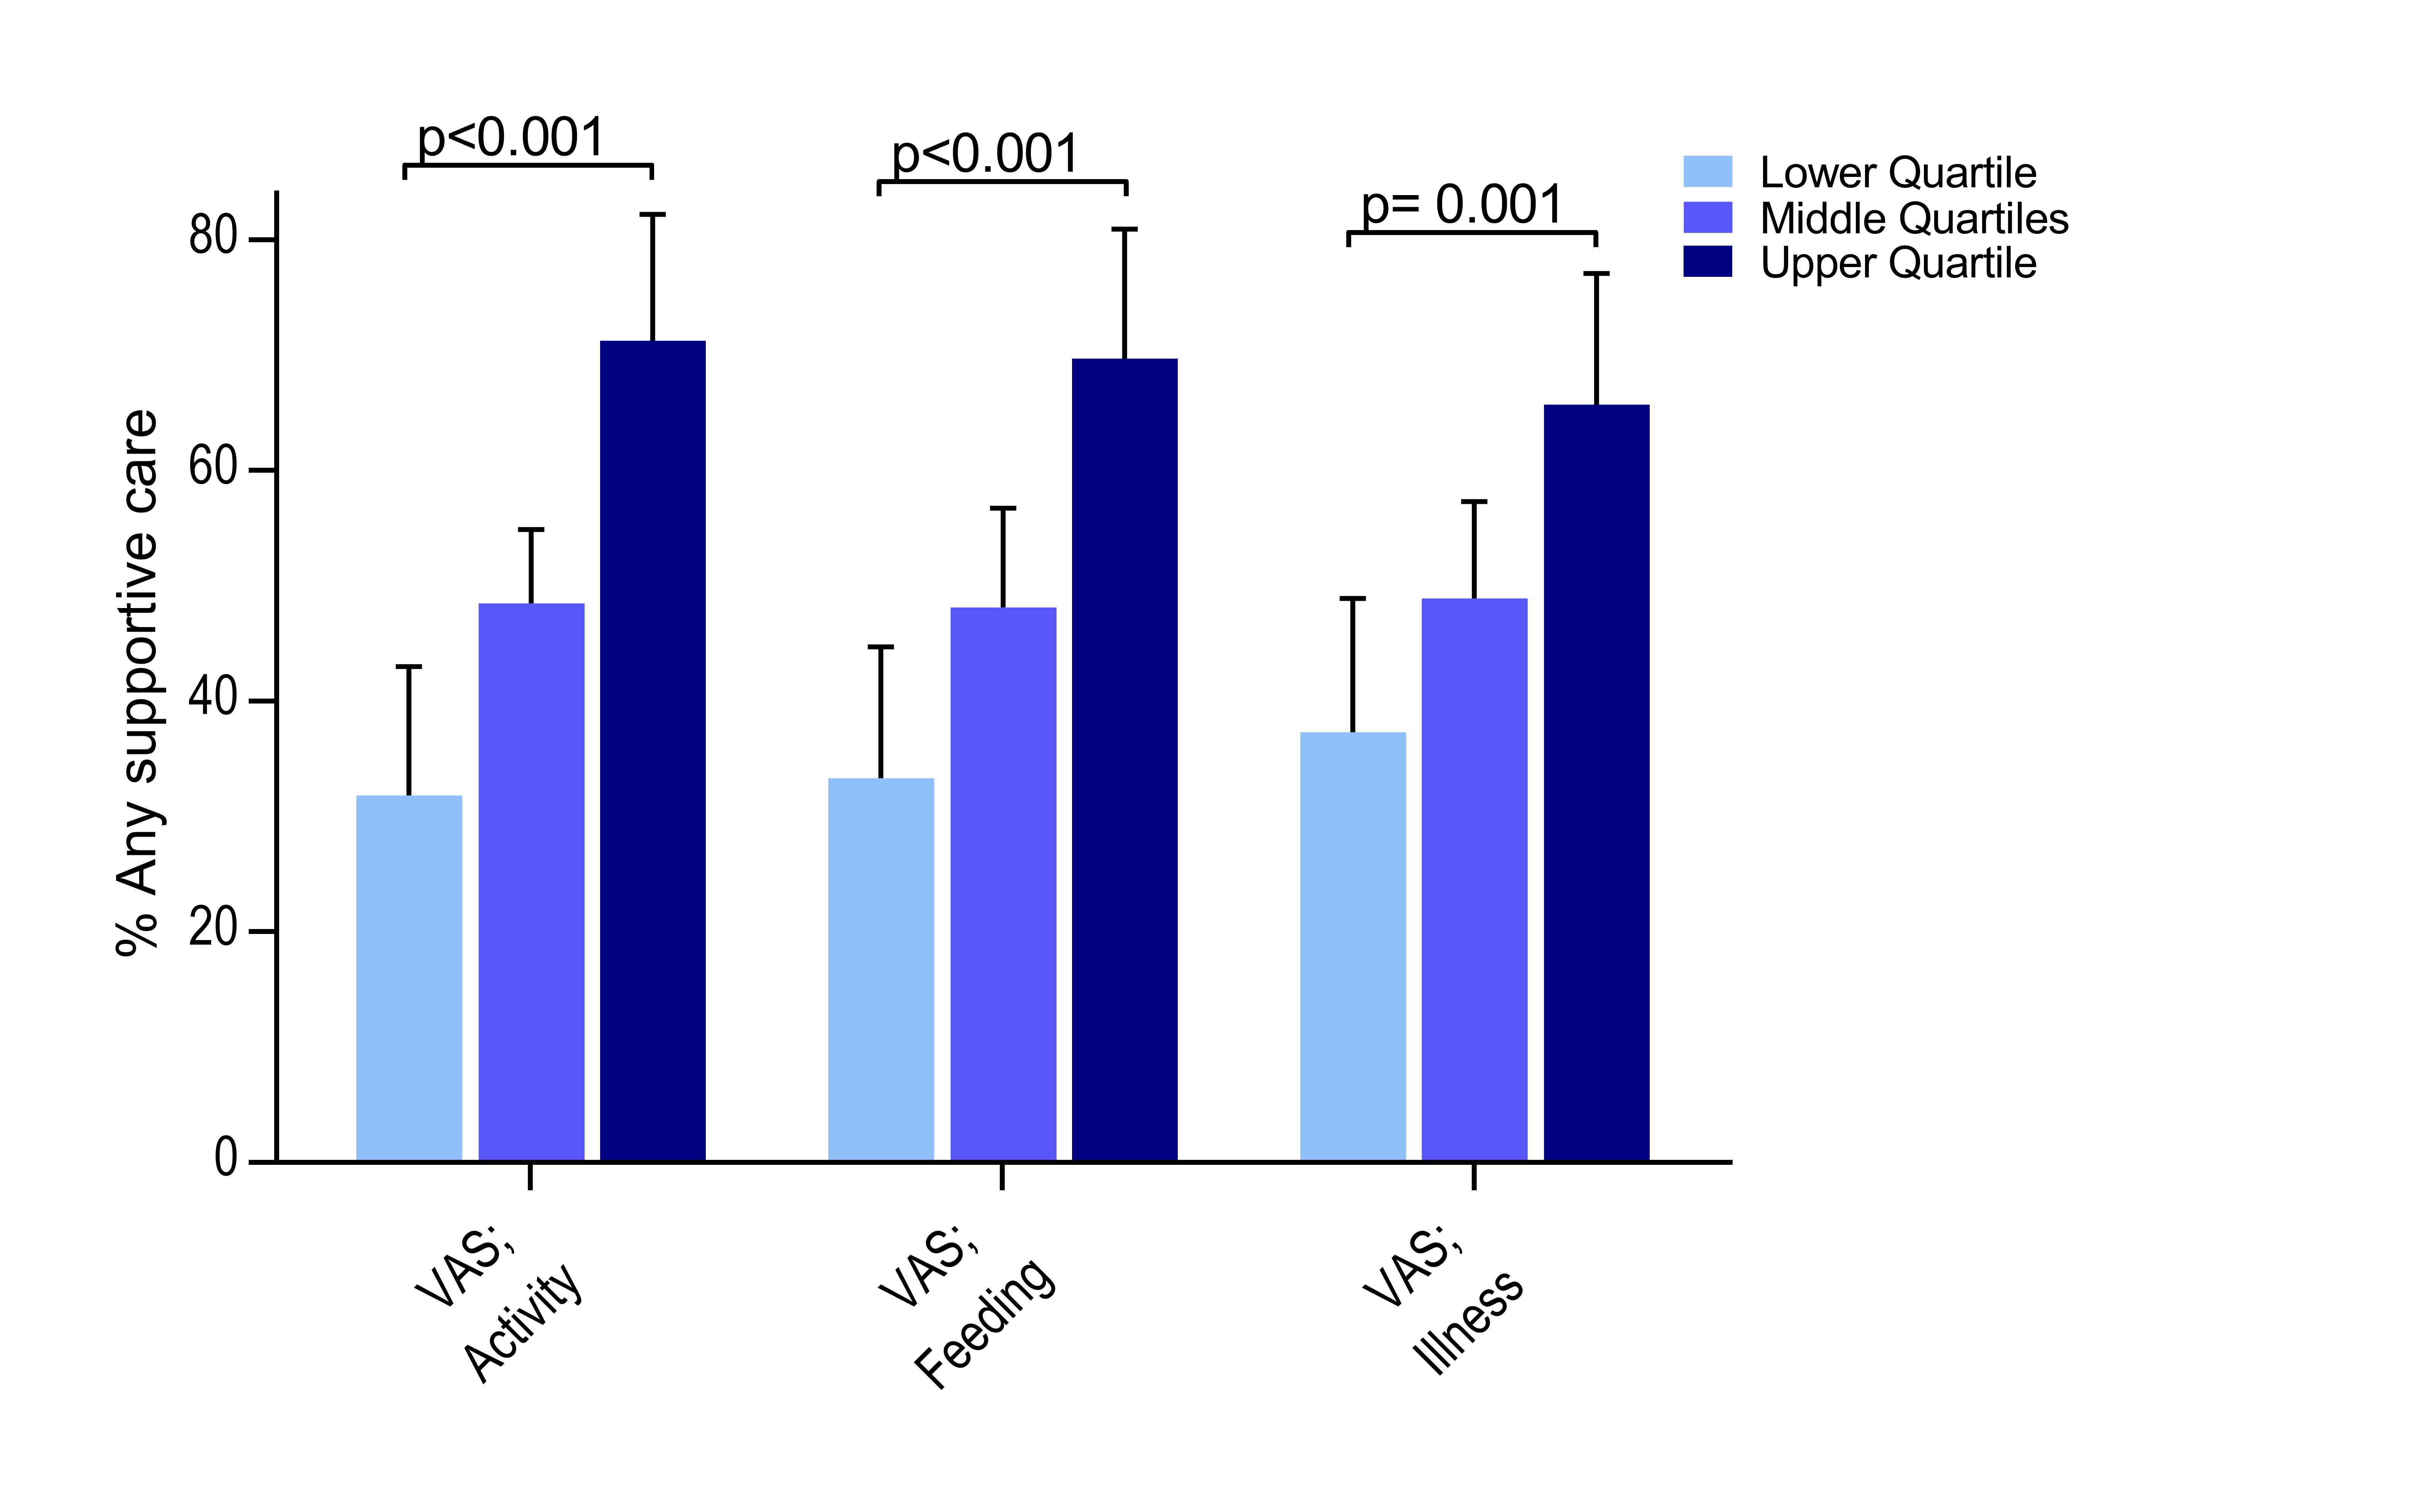 p<0.001
p<0.001
p= 0.001
Lower Quartile
Middle Quartiles
Upper Quartile
% Any supportive care
80
60
40
20
0
VAS;
Activity
VAS;
Feeding
VAS;
Illness